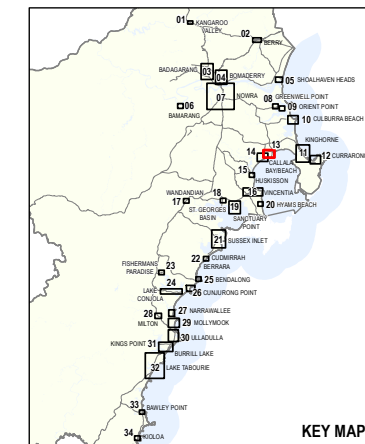 01
KANGAROO
VALLEY
02
BERRY
BADAGARANG
03
04
BOMADERRY
05
SHOALHAVEN HEADS
NOWRA
07
06
BAMARANG
08
GREENWELL POINT
09
ORIENT POINT
10
CULBURRA BEACH
KINGHORNE
11
12
CURRARONG
13
14
CALLALA
BAY/BEACH
15
HUSKISSON
16
VINCENTIA
WANDANDIAN
17
18
ST. GEORGES
BASIN
19
SANCTUARY
POINT
20
HYAMS BEACH
21
SUSSEX INLET
22
CUDMIRRAH
BERRARA
FISHERMANS
PARADISE
23
24
LAKE
CONJOLA
25
BENDALONG
26
CUNJURONG POINT
27
NARRAWALLEE
28
MILTON
29
MOLLYMOOK
30
ULLADULLA
KINGS POINT
31
BURRILL LAKE
32
LAKE TABOURIE
33
BAWLEY POINT
34
KIOLOA
KEY MAP